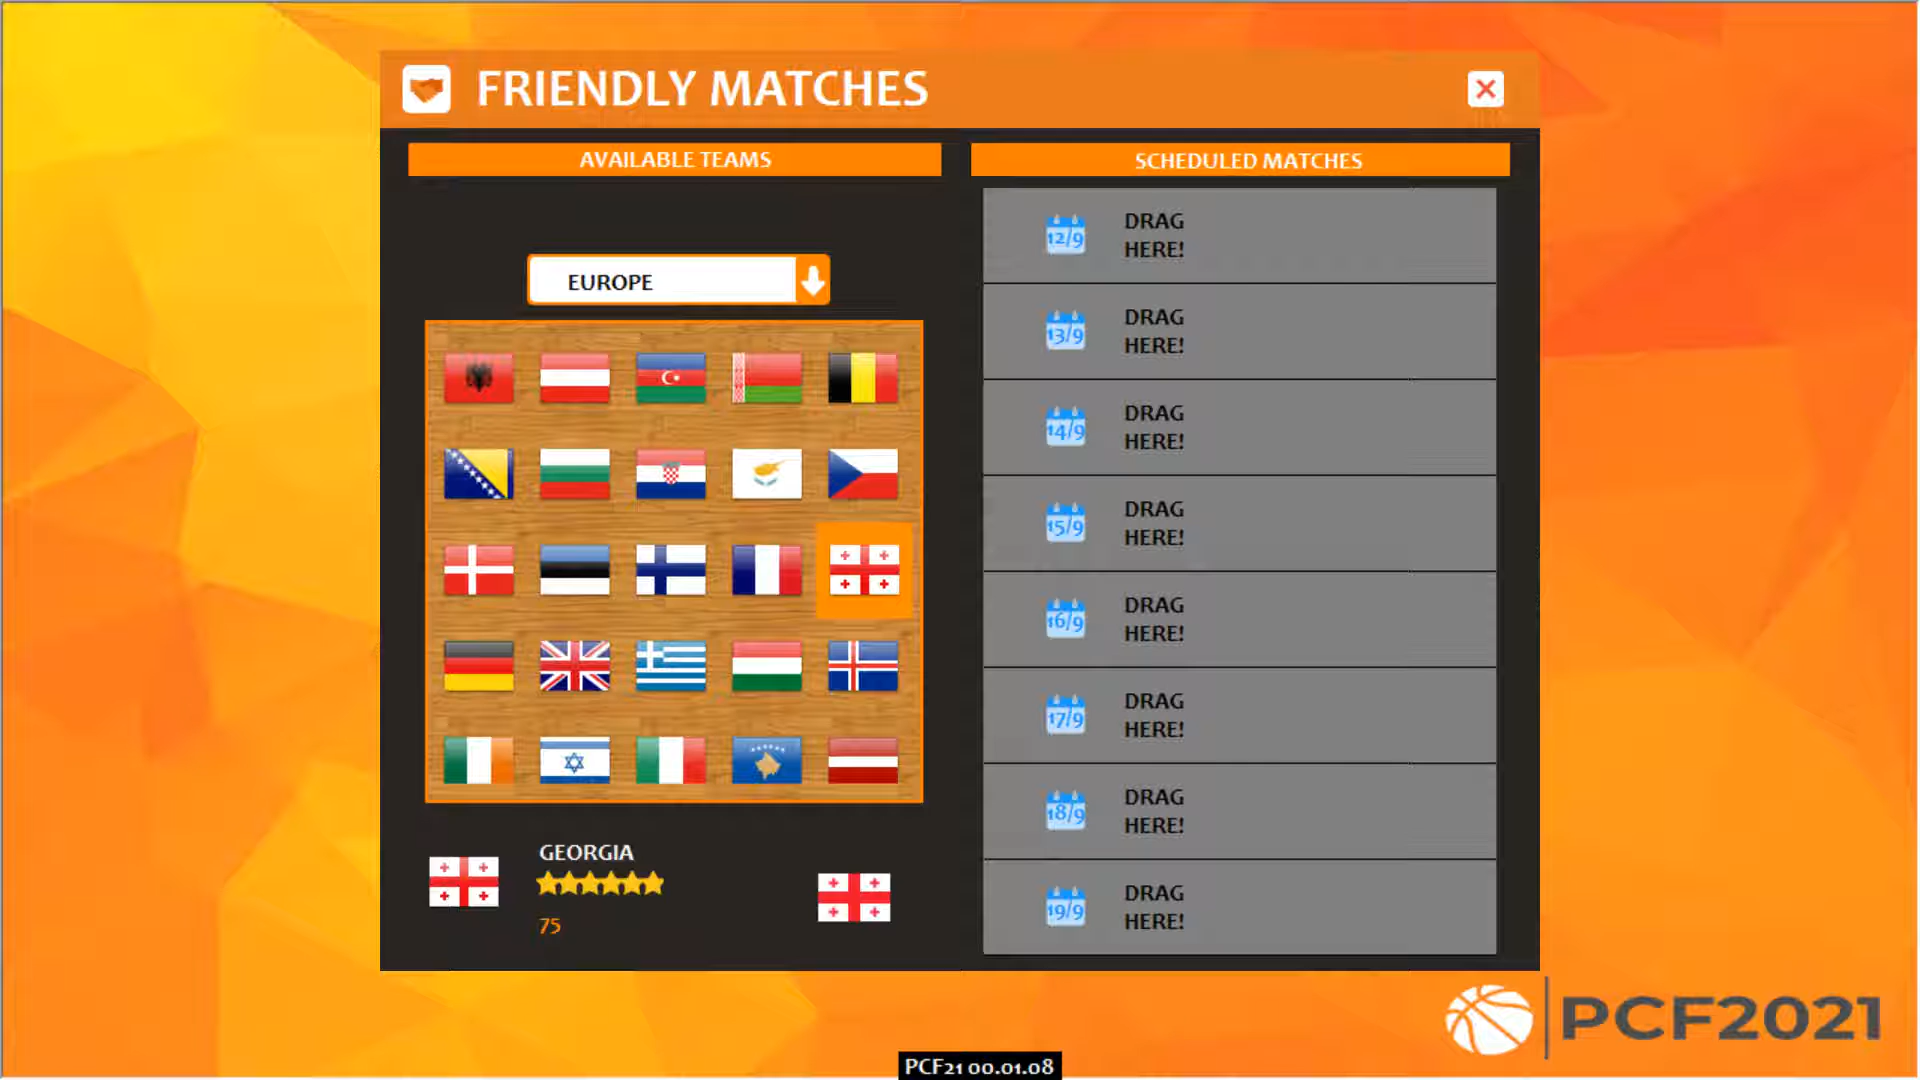 FRIENDLY MATCHES
AVAILABLE TEAMS
EUROPE
GEORGIA
75
SCHEDULED MATCHES
12/9
DRAG
HERE!
13/9
DRAG
HERE!
14/9
DRAG
HERE!
15/9
DRAG
HERE!
16/9
DRAG
HERE!
17/9
DRAG
HERE!
18/9
DRAG
HERE!
19/9
DRAG
HERE!
PCF2021
PCF21 00.01.08